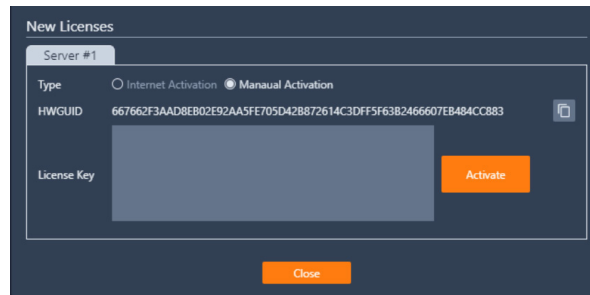 New Licenses
Server #1
Type Internet Activation Manaual Activation
HWGUID 667662F3AAD8EB02E92AA5FE705D42B872614C3DFF5F63B2466607EB484CC883
License Key Activate
Close